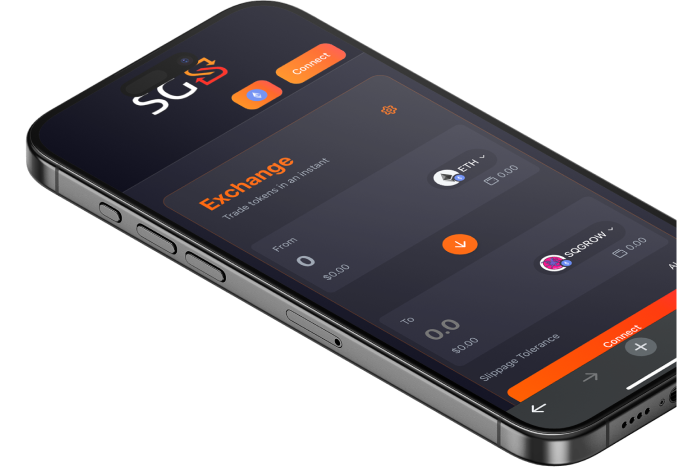 SGS
Connect
Exchange
Trade tokens in an instant
From
ETH
0
0.00
$0.00
To
SQGROW
0.0
0.00
$0.00
Slippage Tolerance
Connect